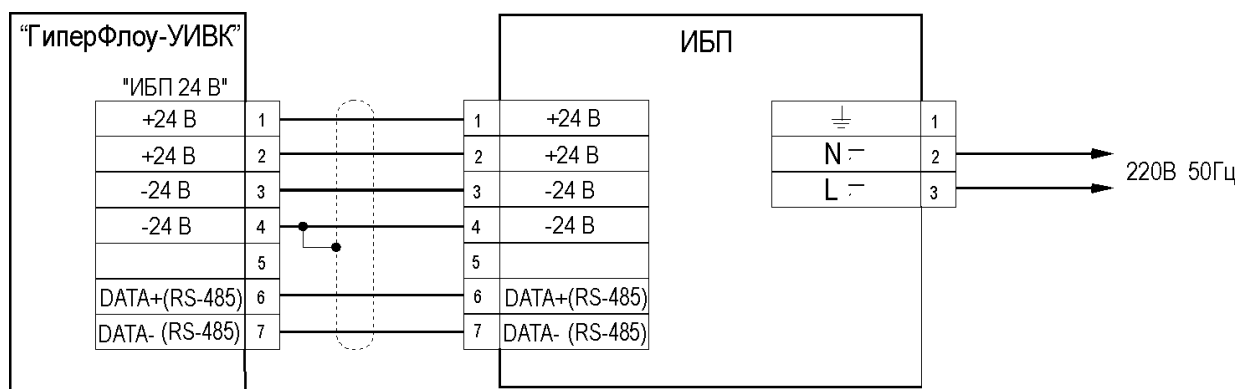 “ГиперФлоу-УИВК”
"ИБП 24 В"
+24 В 1
+24 В 2
-24 В 3
-24 В 4
5
DATA+(RS-485) 6
DATA- (RS-485) 7
ИБП
1 +24 В
2 +24 В
3 -24 В
4 -24 В
5
6 DATA+(RS-485)
7 DATA- (RS-485)
1
N 2
L 3
220В 50Гц